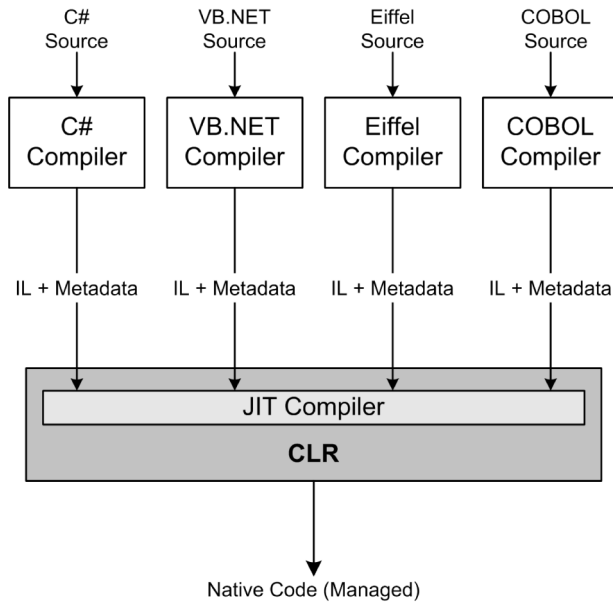 C# Source
VB.NET Source
Eiffel Source
COBOL Source
C# Compiler
VB.NET Compiler
Eiffel Compiler
COBOL Compiler
IL + Metadata
IL + Metadata
IL + Metadata
IL + Metadata
JIT Compiler
CLR
Native Code (Managed)